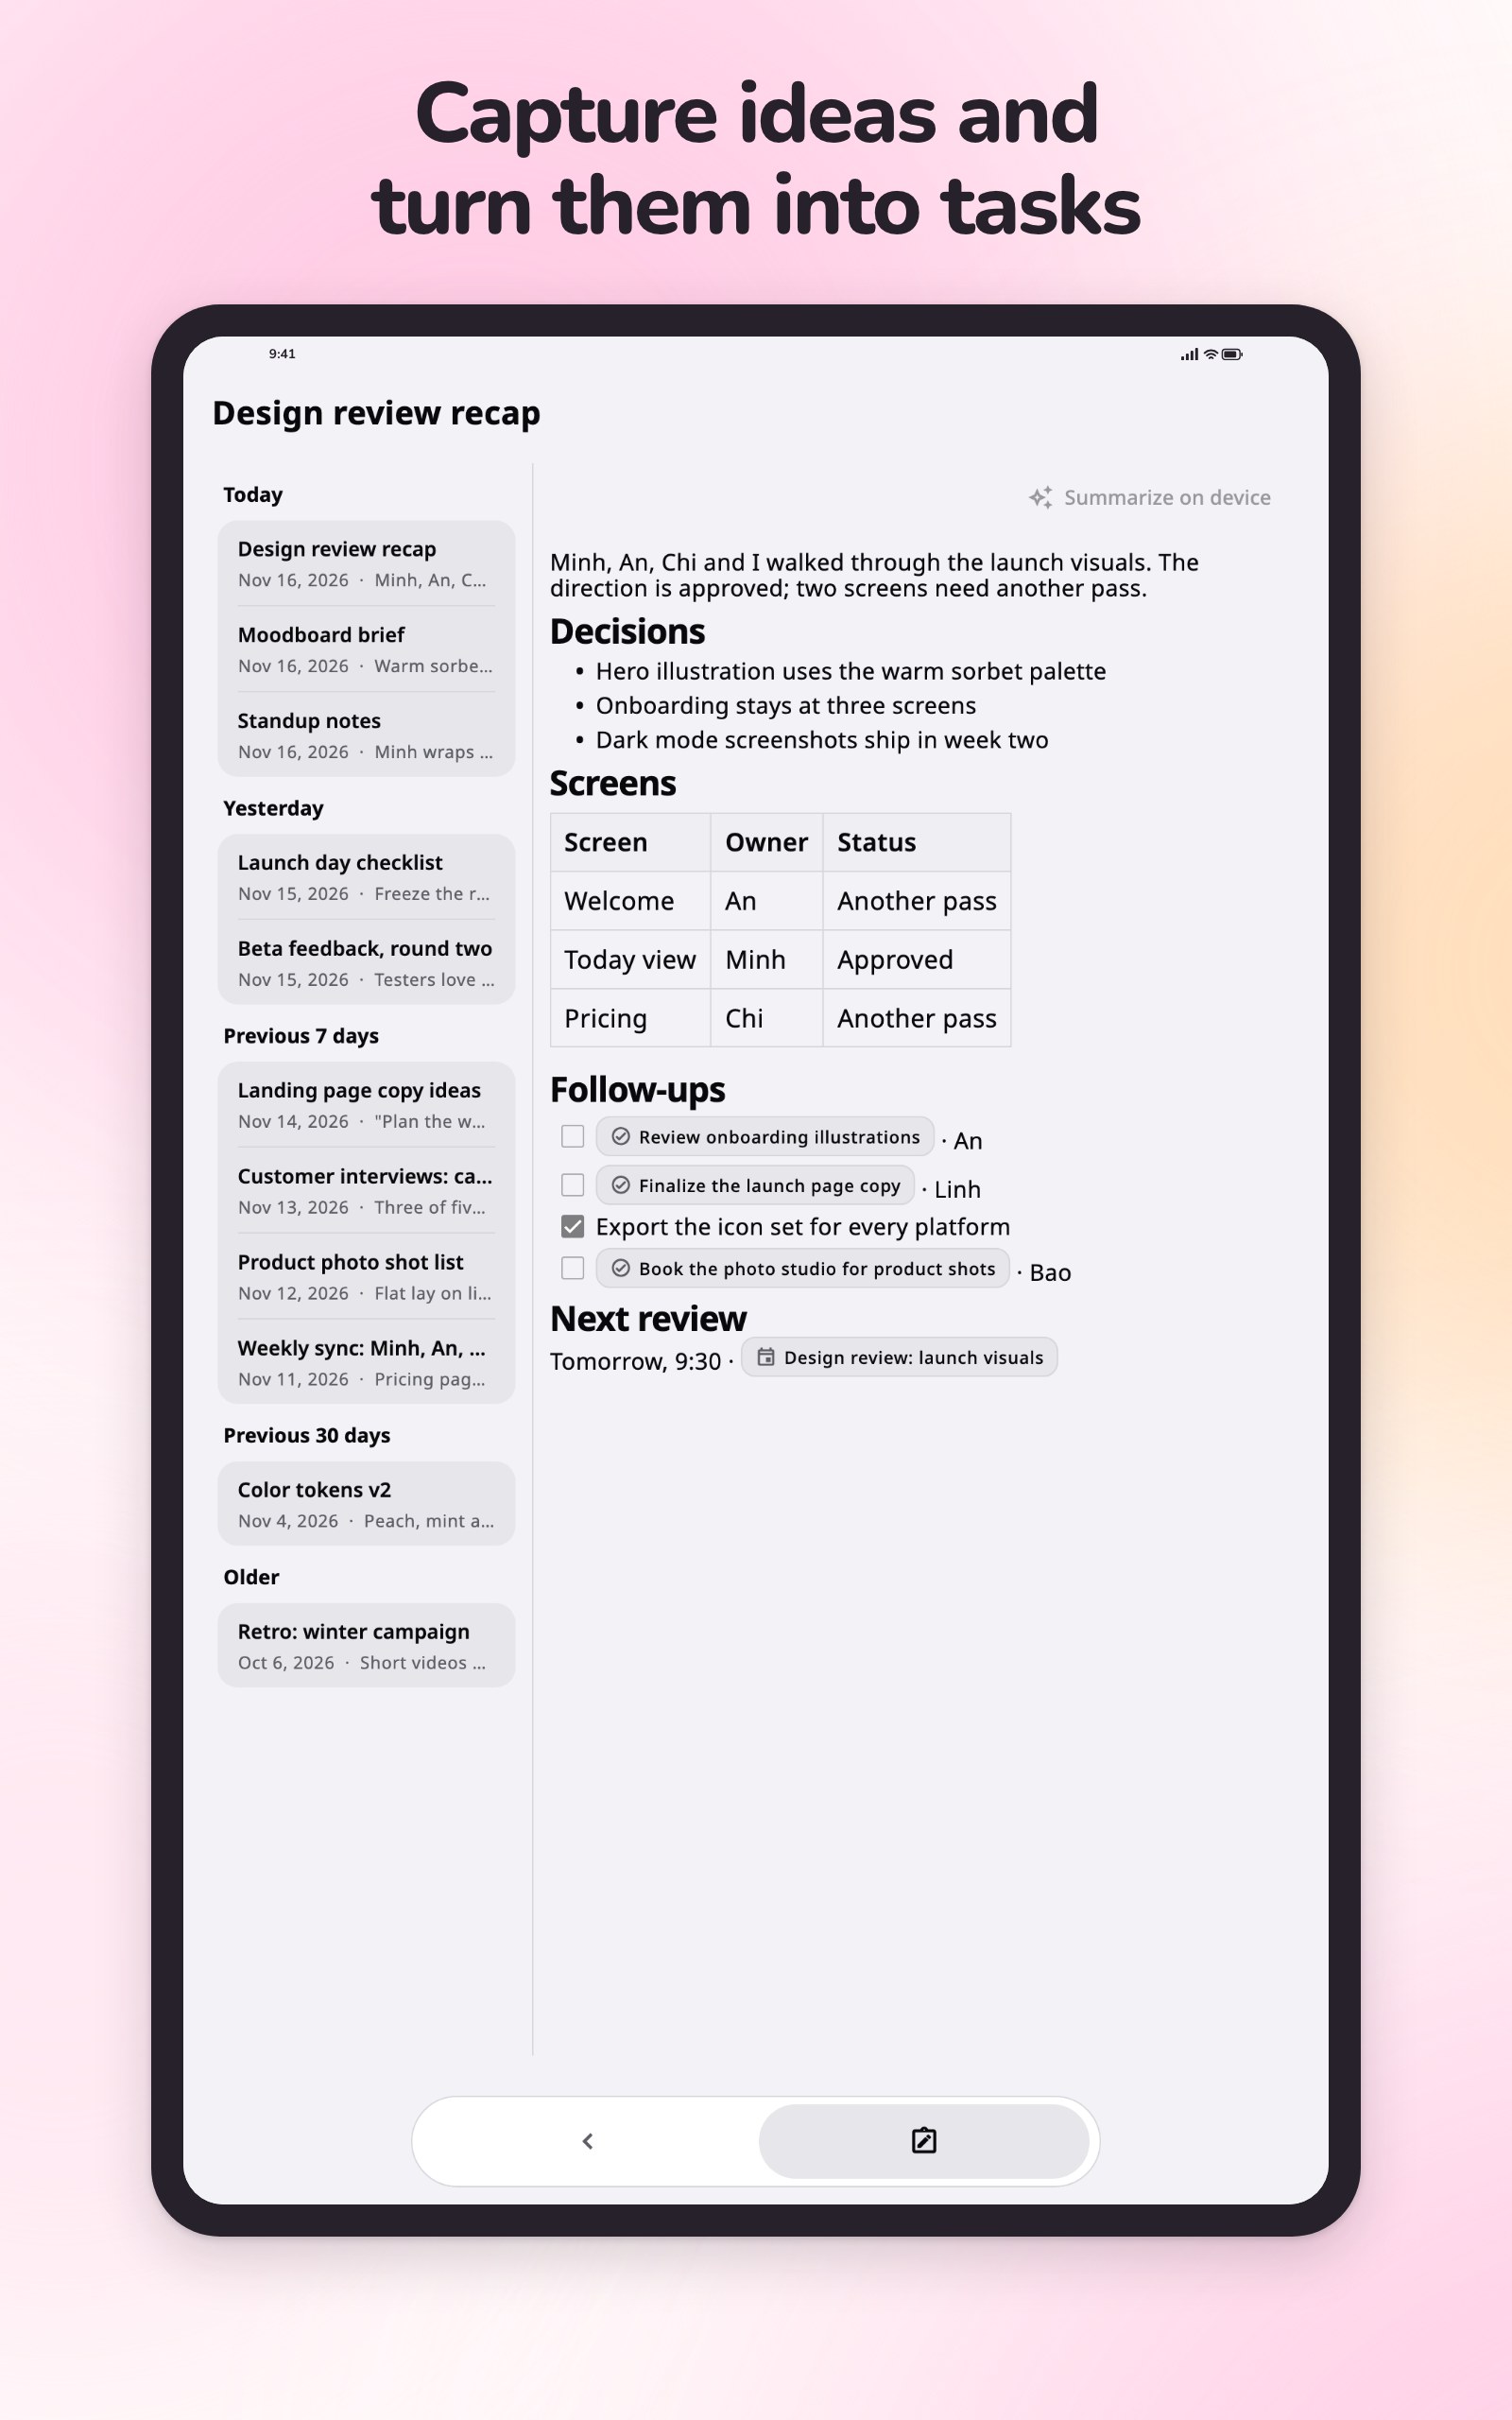 Capture ideas and
turn them into tasks
9:41
Design review recap
Today
Design review recap
Nov 16, 2026 · Minh, An, C...
Moodboard brief
Nov 16, 2026 · Warm sorbe...
Standup notes
Nov 16, 2026 · Minh wraps ...
Yesterday
Launch day checklist
Nov 15, 2026 · Freeze the r...
Beta feedback, round two
Nov 15, 2026 · Testers love ...
Previous 7 days
Landing page copy ideas
Nov 14, 2026 · "Plan the w...
Customer interviews: ca...
Nov 13, 2026 · Three of fiv...
Product photo shot list
Nov 12, 2026 · Flat lay on li...
Weekly sync: Minh, An, ...
Nov 11, 2026 · Pricing pag...
Previous 30 days
Color tokens v2
Nov 4, 2026 · Peach, mint a...
Older
Retro: winter campaign
Oct 6, 2026 · Short videos ...
Summarize on device
Minh, An, Chi and I walked through the launch visuals. The
direction is approved; two screens need another pass.
Decisions
• Hero illustration uses the warm sorbet palette
• Onboarding stays at three screens
• Dark mode screenshots ship in week two
Screens
Screen Owner Status
Welcome An Another pass
Today view Minh Approved
Pricing Chi Another pass
Follow-ups
Review onboarding illustrations · An
Finalize the launch page copy · Linh
Export the icon set for every platform
Book the photo studio for product shots · Bao
Next review
Tomorrow, 9:30 · Design review: launch visuals